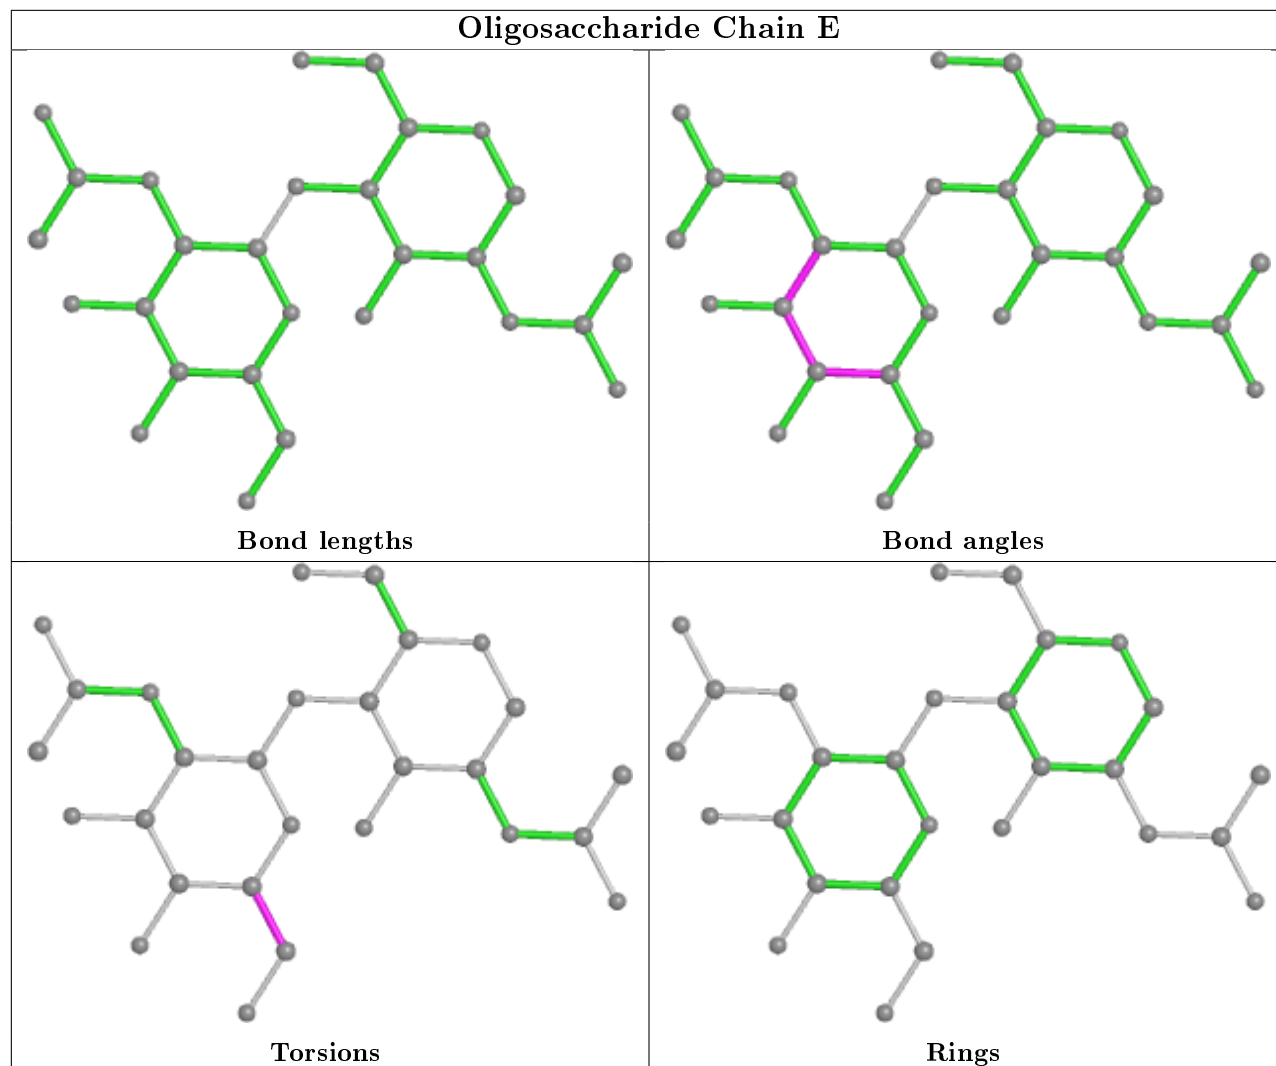 Oligosaccharide Chain E
Bond lengths
Bond angles
Torsions
Rings